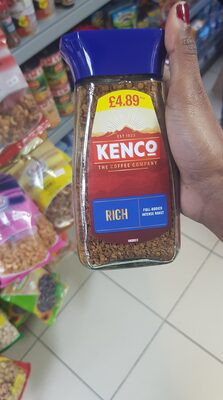 £4.89
EST 1923
KENCO
THE COFFEE COMPANY
RICH
FULL-BODIED
INTENSE ROAST